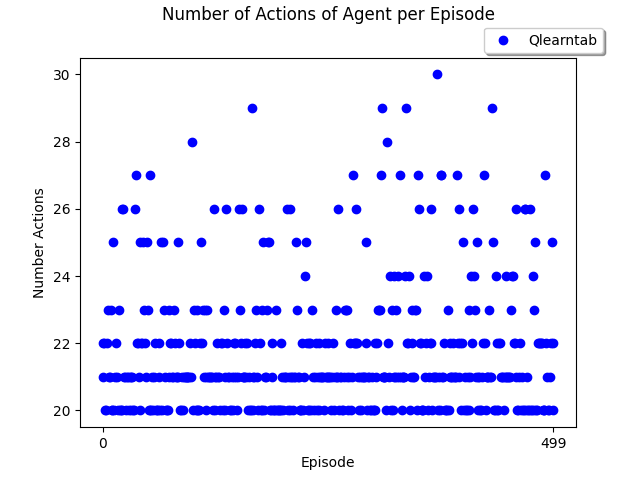 Number of Actions of Agent per Episode
Qlearntab
30
28
26
24
22
20
Number Actions
0
499
Episode